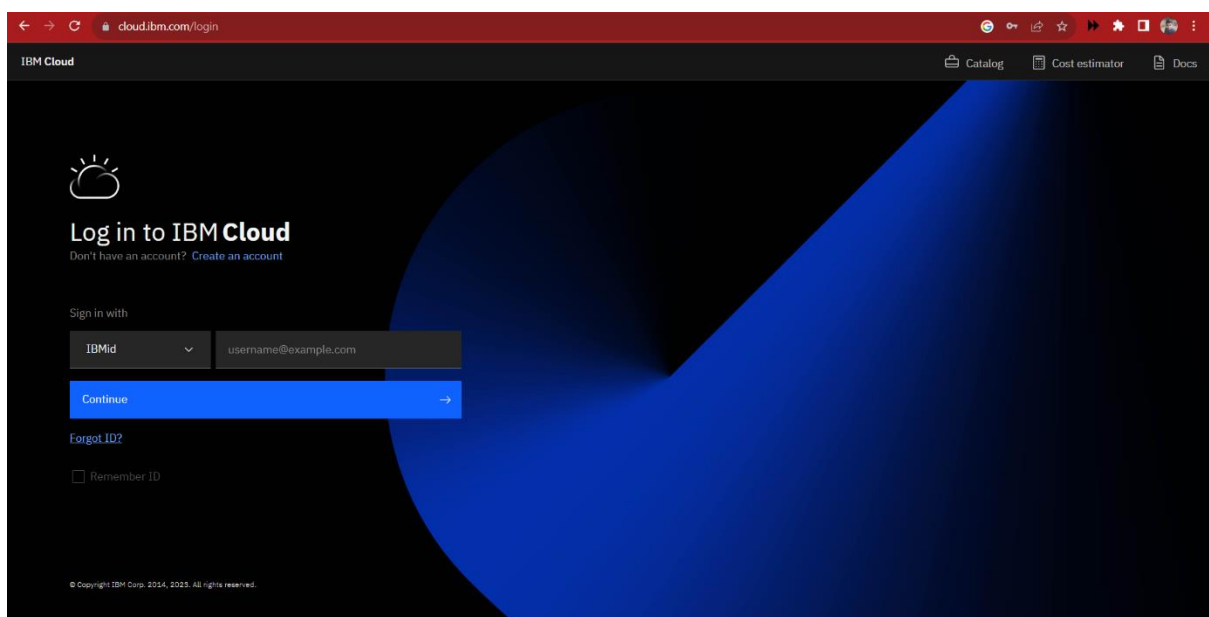 cloud.ibm.com/login
IBM Cloud
Catalog
Cost estimator
Docs
Log in to IBM Cloud
Don't have an account? Create an account
Sign in with
IBMid
username@example.com
Continue
Forgot ID?
Remember ID
© Copyright IBM Corp. 2014, 2023. All rights reserved.